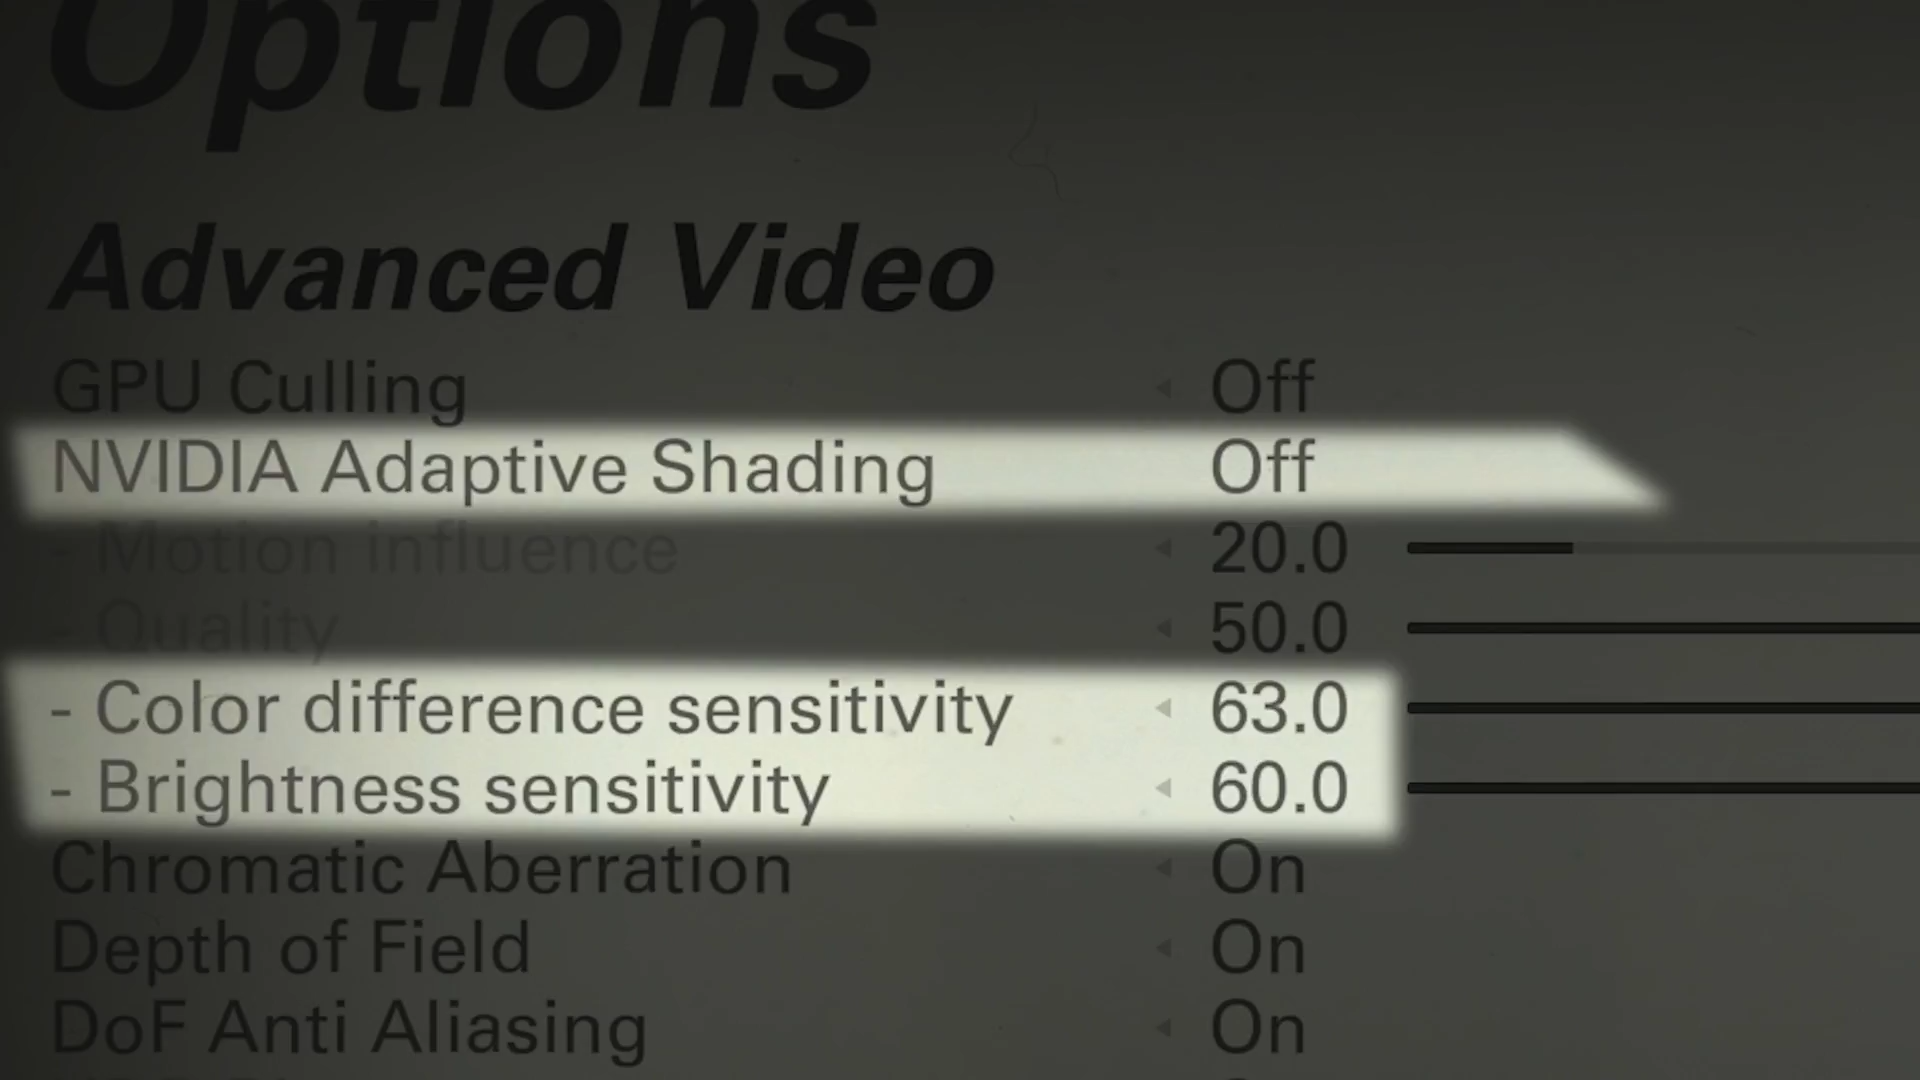 Options
Advanced Video
GPU Culling Off
NVIDIA Adaptive Shading Off
- Motion influence 20.0
- Quality 50.0
- Color difference sensitivity 63.0
- Brightness sensitivity 60.0
Chromatic Aberration On
Depth of Field On
DoF Anti Aliasing On